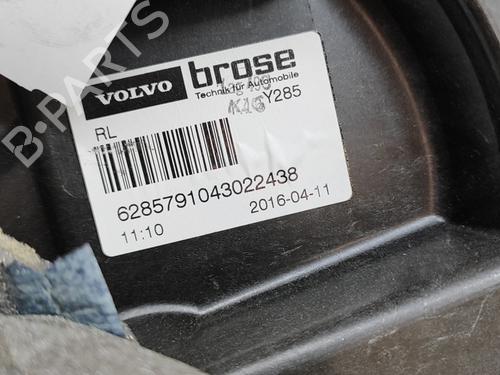 B-PARTS
VOLVO
brose
Technik für Automobile
Y285
RL
6285791043022438
11:10
2016-04-11